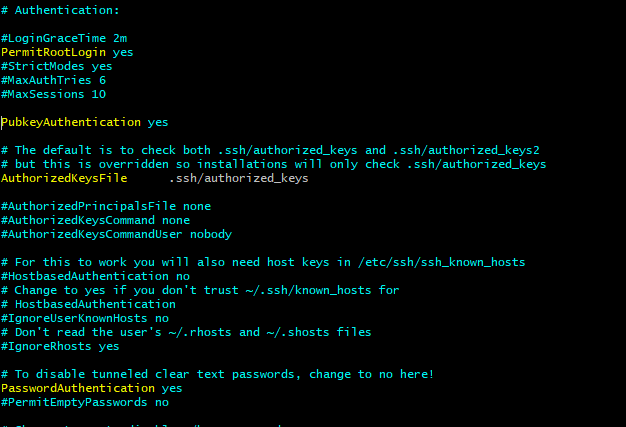 # Authentication:
#LoginGraceTime 2m
PermitRootLogin yes
#StrictModes yes
#MaxAuthTries 6
#MaxSessions 10
PubkeyAuthentication yes
# The default is to check both .ssh/authorized_keys and .ssh/authorized_keys2
# but this is overridden so installations will only check .ssh/authorized_keys
AuthorizedKeysFile      .ssh/authorized_keys
#AuthorizedPrincipalsFile none
#AuthorizedKeysCommand none
#AuthorizedKeysCommandUser nobody
# For this to work you will also need host keys in /etc/ssh/ssh_known_hosts
#HostbasedAuthentication no
# Change to yes if you don't trust ~/.ssh/known_hosts for
# HostbasedAuthentication
#IgnoreUserKnownHosts no
# Don't read the user's ~/.rhosts and ~/.shosts files
#IgnoreRhosts yes
# To disable tunneled clear text passwords, change to no here!
PasswordAuthentication yes
#PermitEmptyPasswords no